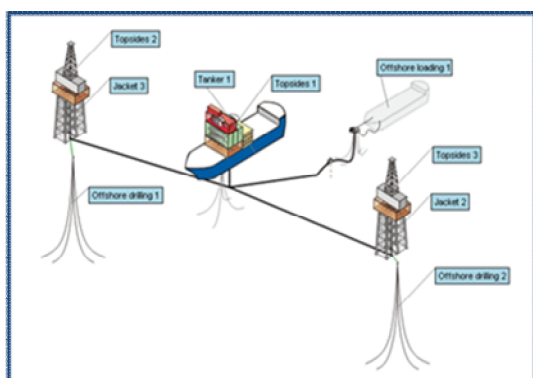 Topsides 2
Tanker 1
Offshore loading 1
Jacket 3
Topsides 1
Topsides 3
Offshore drilling 1
Jacket 2
Offshore drilling 2